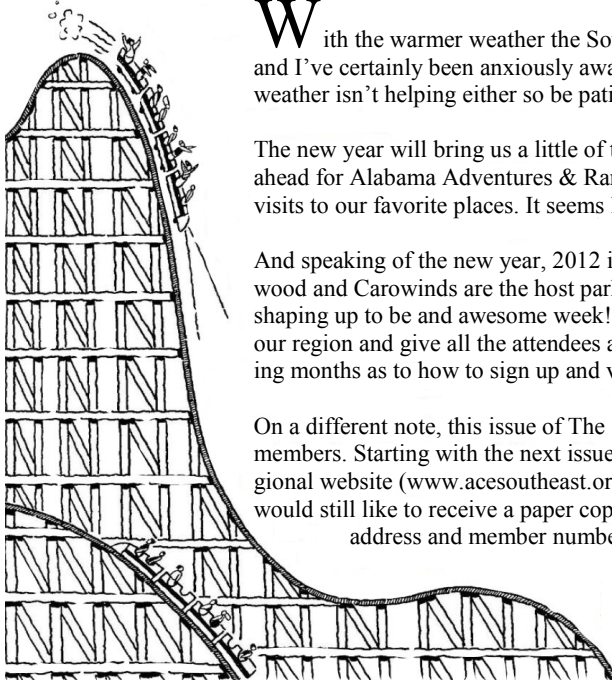 With the warmer weather the So
and I've certainly been anxiously awa
weather isn't helping either so be pati
The new year will bring us a little of t
ahead for Alabama Adventures & Ran
visits to our favorite places. It seems
And speaking of the new year, 2012 i
wood and Carowinds are the host park
shaping up to be and awesome week!
our region and give all the attendees a
ing months as to how to sign up and v
On a different note, this issue of The
members. Starting with the next issue
gional website (www.acesoutheast.or
would still like to receive a paper cop
address and member numbe